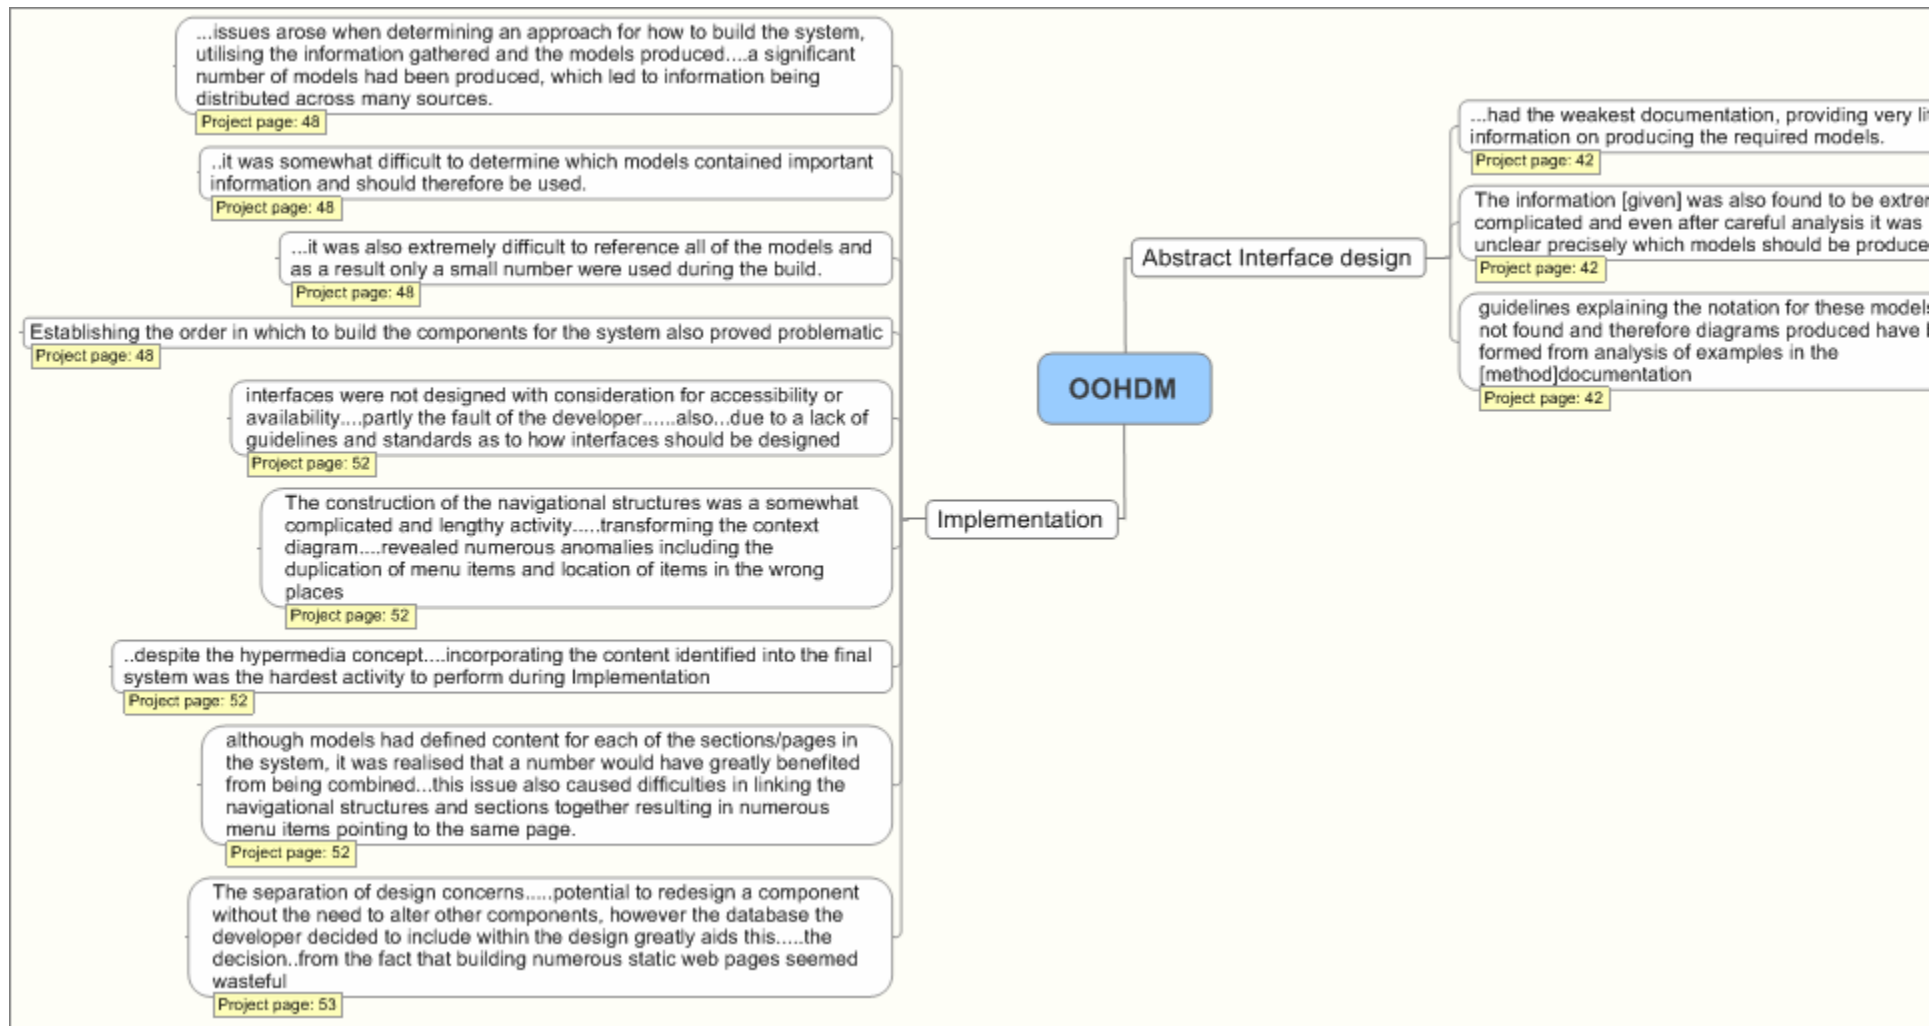 ...issues arose when determining an approach for how to build the system,
utilising the information gathered and the models produced....a significant
number of models had been produced, which led to information being
distributed across many sources.
Project page: 48
..it was somewhat difficult to determine which models contained important
information and should therefore be used.
Project page: 48
...it was also extremely difficult to reference all of the models and
as a result only a small number were used during the build.
Project page: 48
Establishing the order in which to build the components for the system also proved problematic
Project page: 48
interfaces were not designed with consideration for accessibility or
availability....partly the fault of the developer......also...due to a lack of
guidelines and standards as to how interfaces should be designed
Project page: 52
The construction of the navigational structures was a somewhat
complicated and lengthy activity.....transforming the context
diagram....revealed numerous anomalies including the
duplication of menu items and location of items in the wrong
places
Project page: 52
..despite the hypermedia concept....incorporating the content identified into the final
system was the hardest activity to perform during Implementation
Project page: 52
although models had defined content for each of the sections/pages in
the system, it was realised that a number would have greatly benefited
from being combined...this issue also caused difficulties in linking the
navigational structures and sections together resulting in numerous
menu items pointing to the same page.
Project page: 52
The separation of design concerns.....potential to redesign a component
without the need to alter other components, however the database the
developer decided to include within the design greatly aids this.....the
decision..from the fact that building numerous static web pages seemed
wasteful
Project page: 53
Implementation
OOHDM
Abstract Interface design
...had the weakest documentation, providing very
information on producing the required models.
Project page: 42
The information [given] was also found to be
complicated and even after careful analysis it was
unclear precisely which models should be
Project page: 42
guidelines explaining the notation for these
not found and therefore diagrams produced have
formed from analysis of examples in the
[method]documentation
Project page: 42